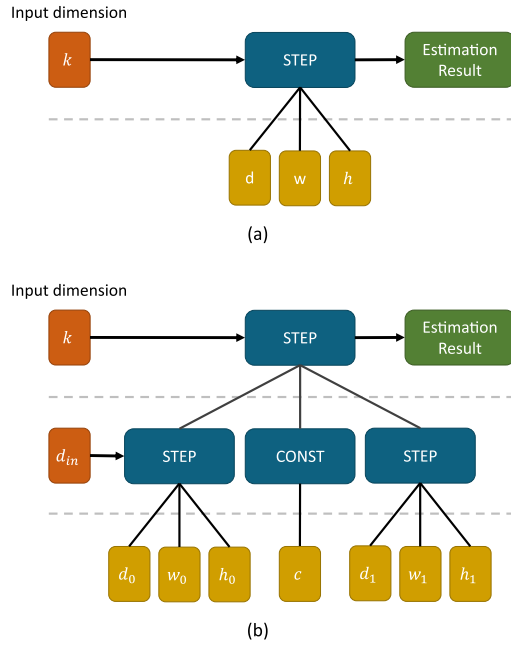 Input dimension
k STEP Estimation
Result
d w h
(a)
Input dimension
k STEP Estimation
Result
d_in STEP CONST STEP
d_0 w_0 h_0 c d_1 w_1 h_1
(b)